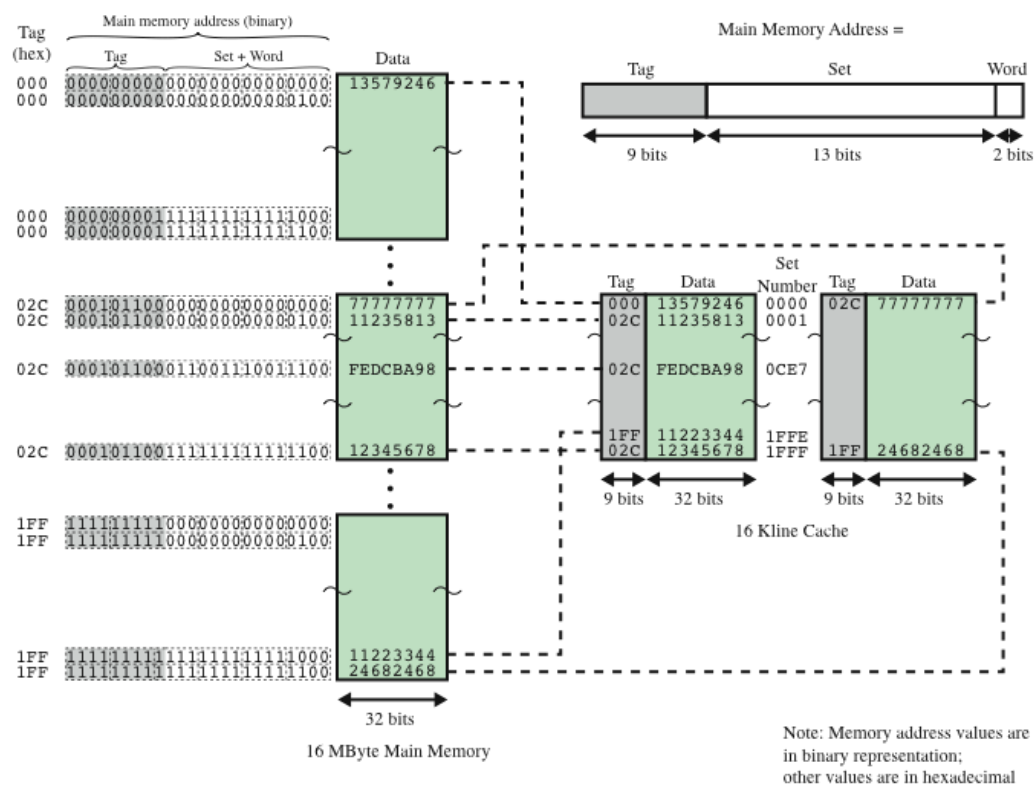 Tag
(hex)
Main memory address (binary)
Tag
Set + Word
Data
000 000000000000000000000000 13579246
000 000000000000000000000100
000 000000001111111111111000
000 000000001111111111111100
02C 000101100000000000000000 77777777
02C 000101100000000000000100 11235813
02C 000101100011001110011100 FEDCBA98
02C 000101100111111111111100 12345678
1FF 111111111000000000000000
1FF 111111111000000000000100
1FF 111111111111111111111000 11223344
1FF 111111111111111111111100 24682468
32 bits
16 MByte Main Memory
Main Memory Address =
Tag Set Word
9 bits 13 bits 2 bits
Tag Data Set Number Tag Data
000 13579246 0000 02C 77777777
02C 11235813 0001
02C FEDCBA98 0CE7
1FF 11223344 1FFE
02C 12345678 1FFF 1FF 24682468
9 bits 32 bits 9 bits 32 bits
16 Kline Cache
Note: Memory address values are
in binary representation;
other values are in hexadecimal